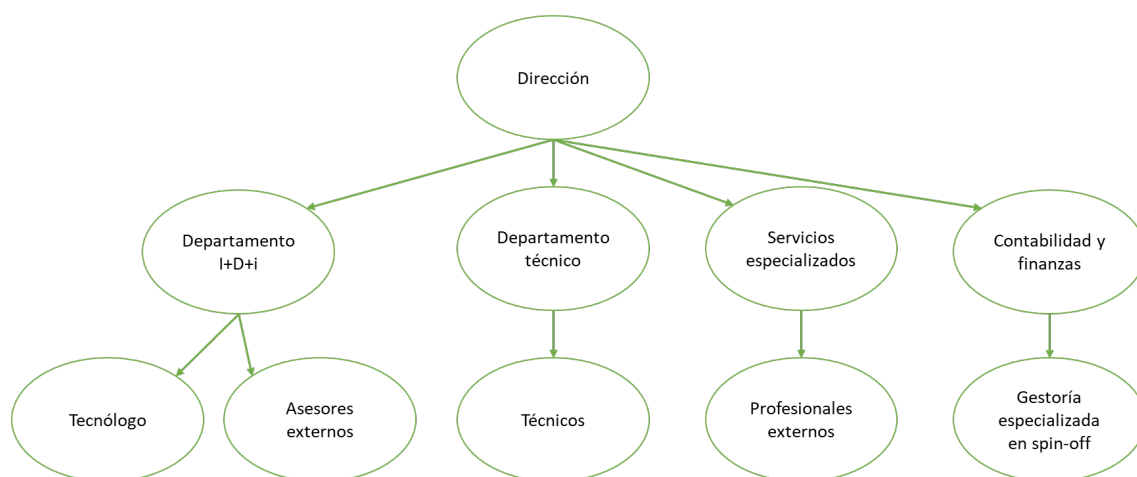 Dirección
Departamento
I+D+i
Departamento
técnico
Servicios
especializados
Contabilidad y
finanzas
Tecnólogo
Asesores
externos
Técnicos
Profesionales
externos
Gestoría
especializada
en spin-off